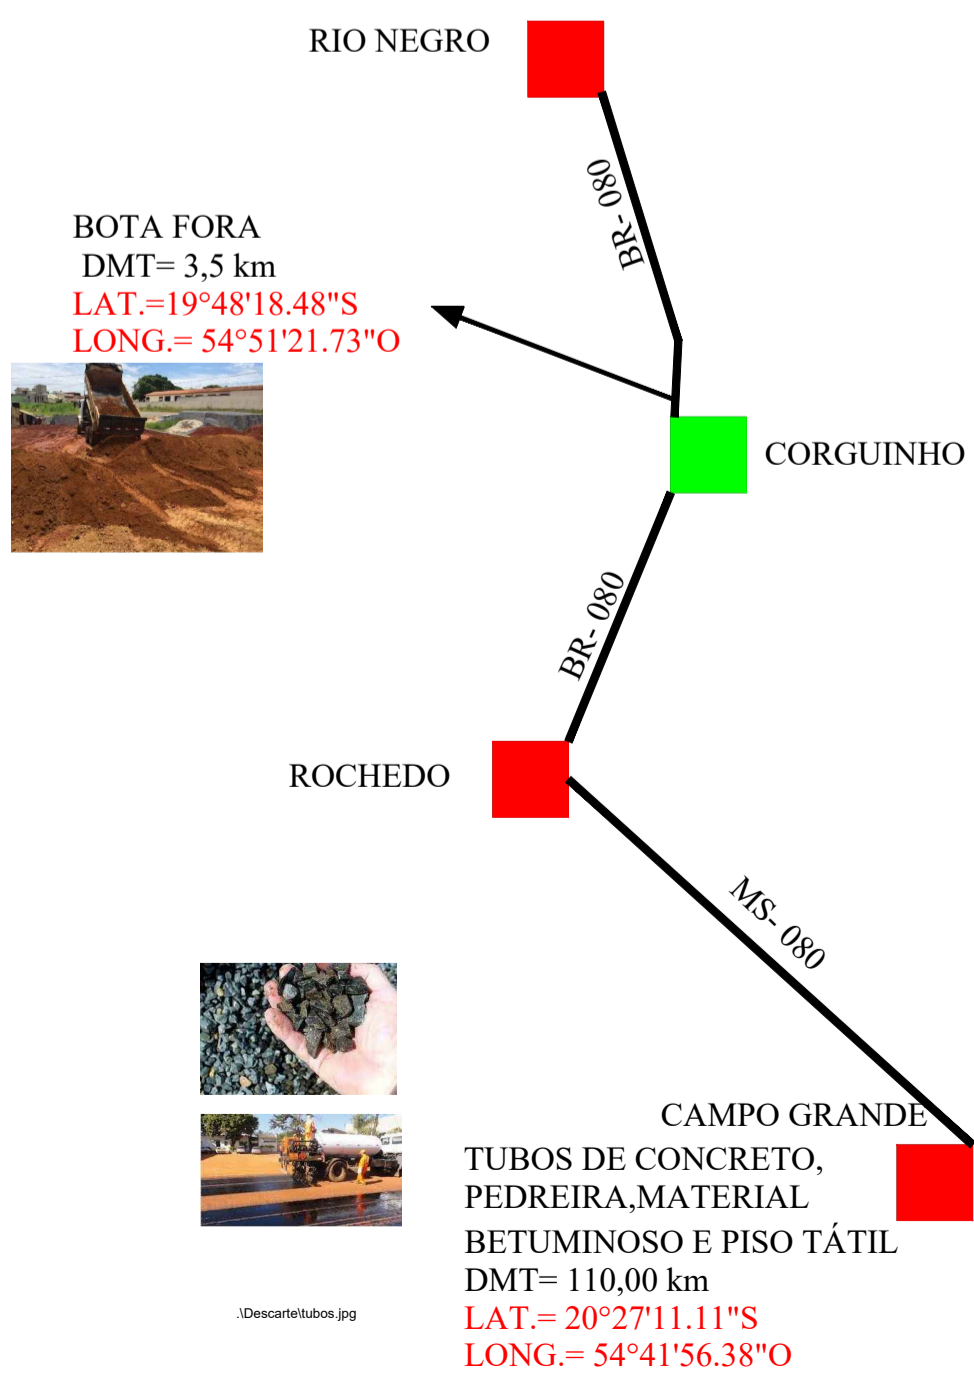 RIO NEGRO
BR- 080
BOTA FORA
DMT= 3,5 km
LAT.=19°48'18.48"S
LONG.= 54°51'21.73"O
CORGUINHO
BR- 080
ROCHEDO
MS- 080
CAMPO GRANDE
TUBOS DE CONCRETO,
PEDREIRA,MATERIAL
BETUMINOSO E PISO TÁTIL
DMT= 110,00 km
LAT.= 20°27'11.11"S
LONG.= 54°41'56.38"O
.\Descarte\tubos.jpg